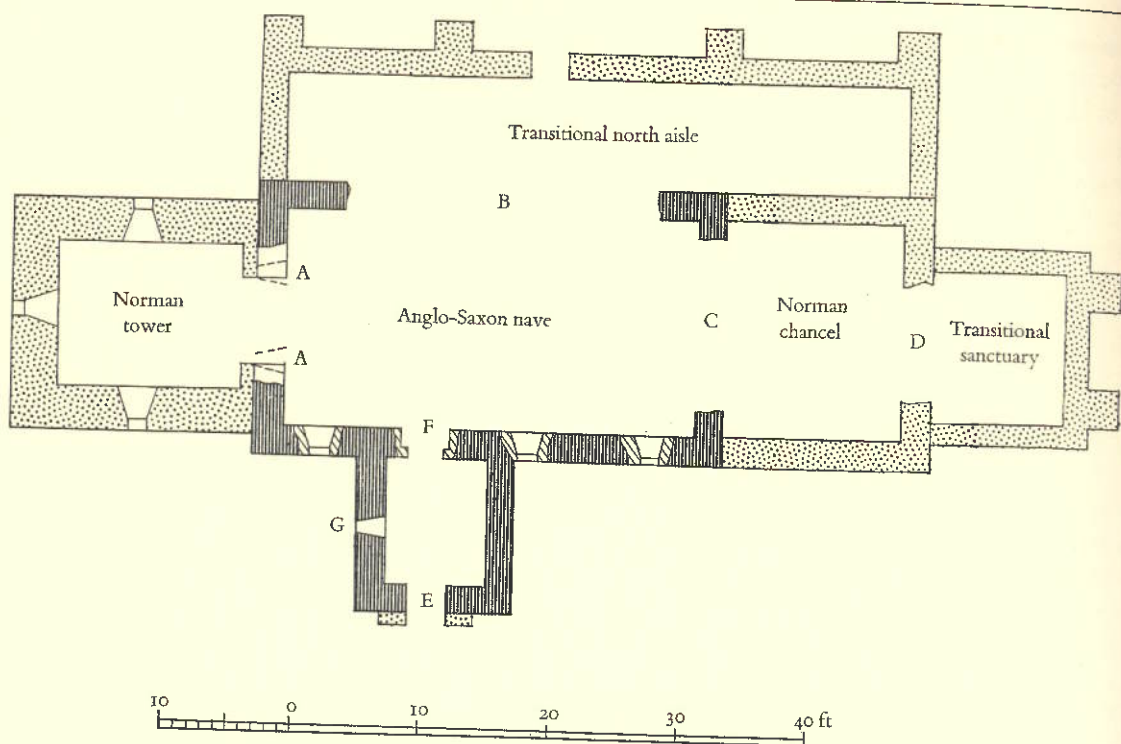 Transitional north aisle
B
A
Norman
tower
Anglo-Saxon nave
C
Norman
chancel
D
Transitional
sanctuary
A
F
G
E
10 0 10 20 30 40 ft